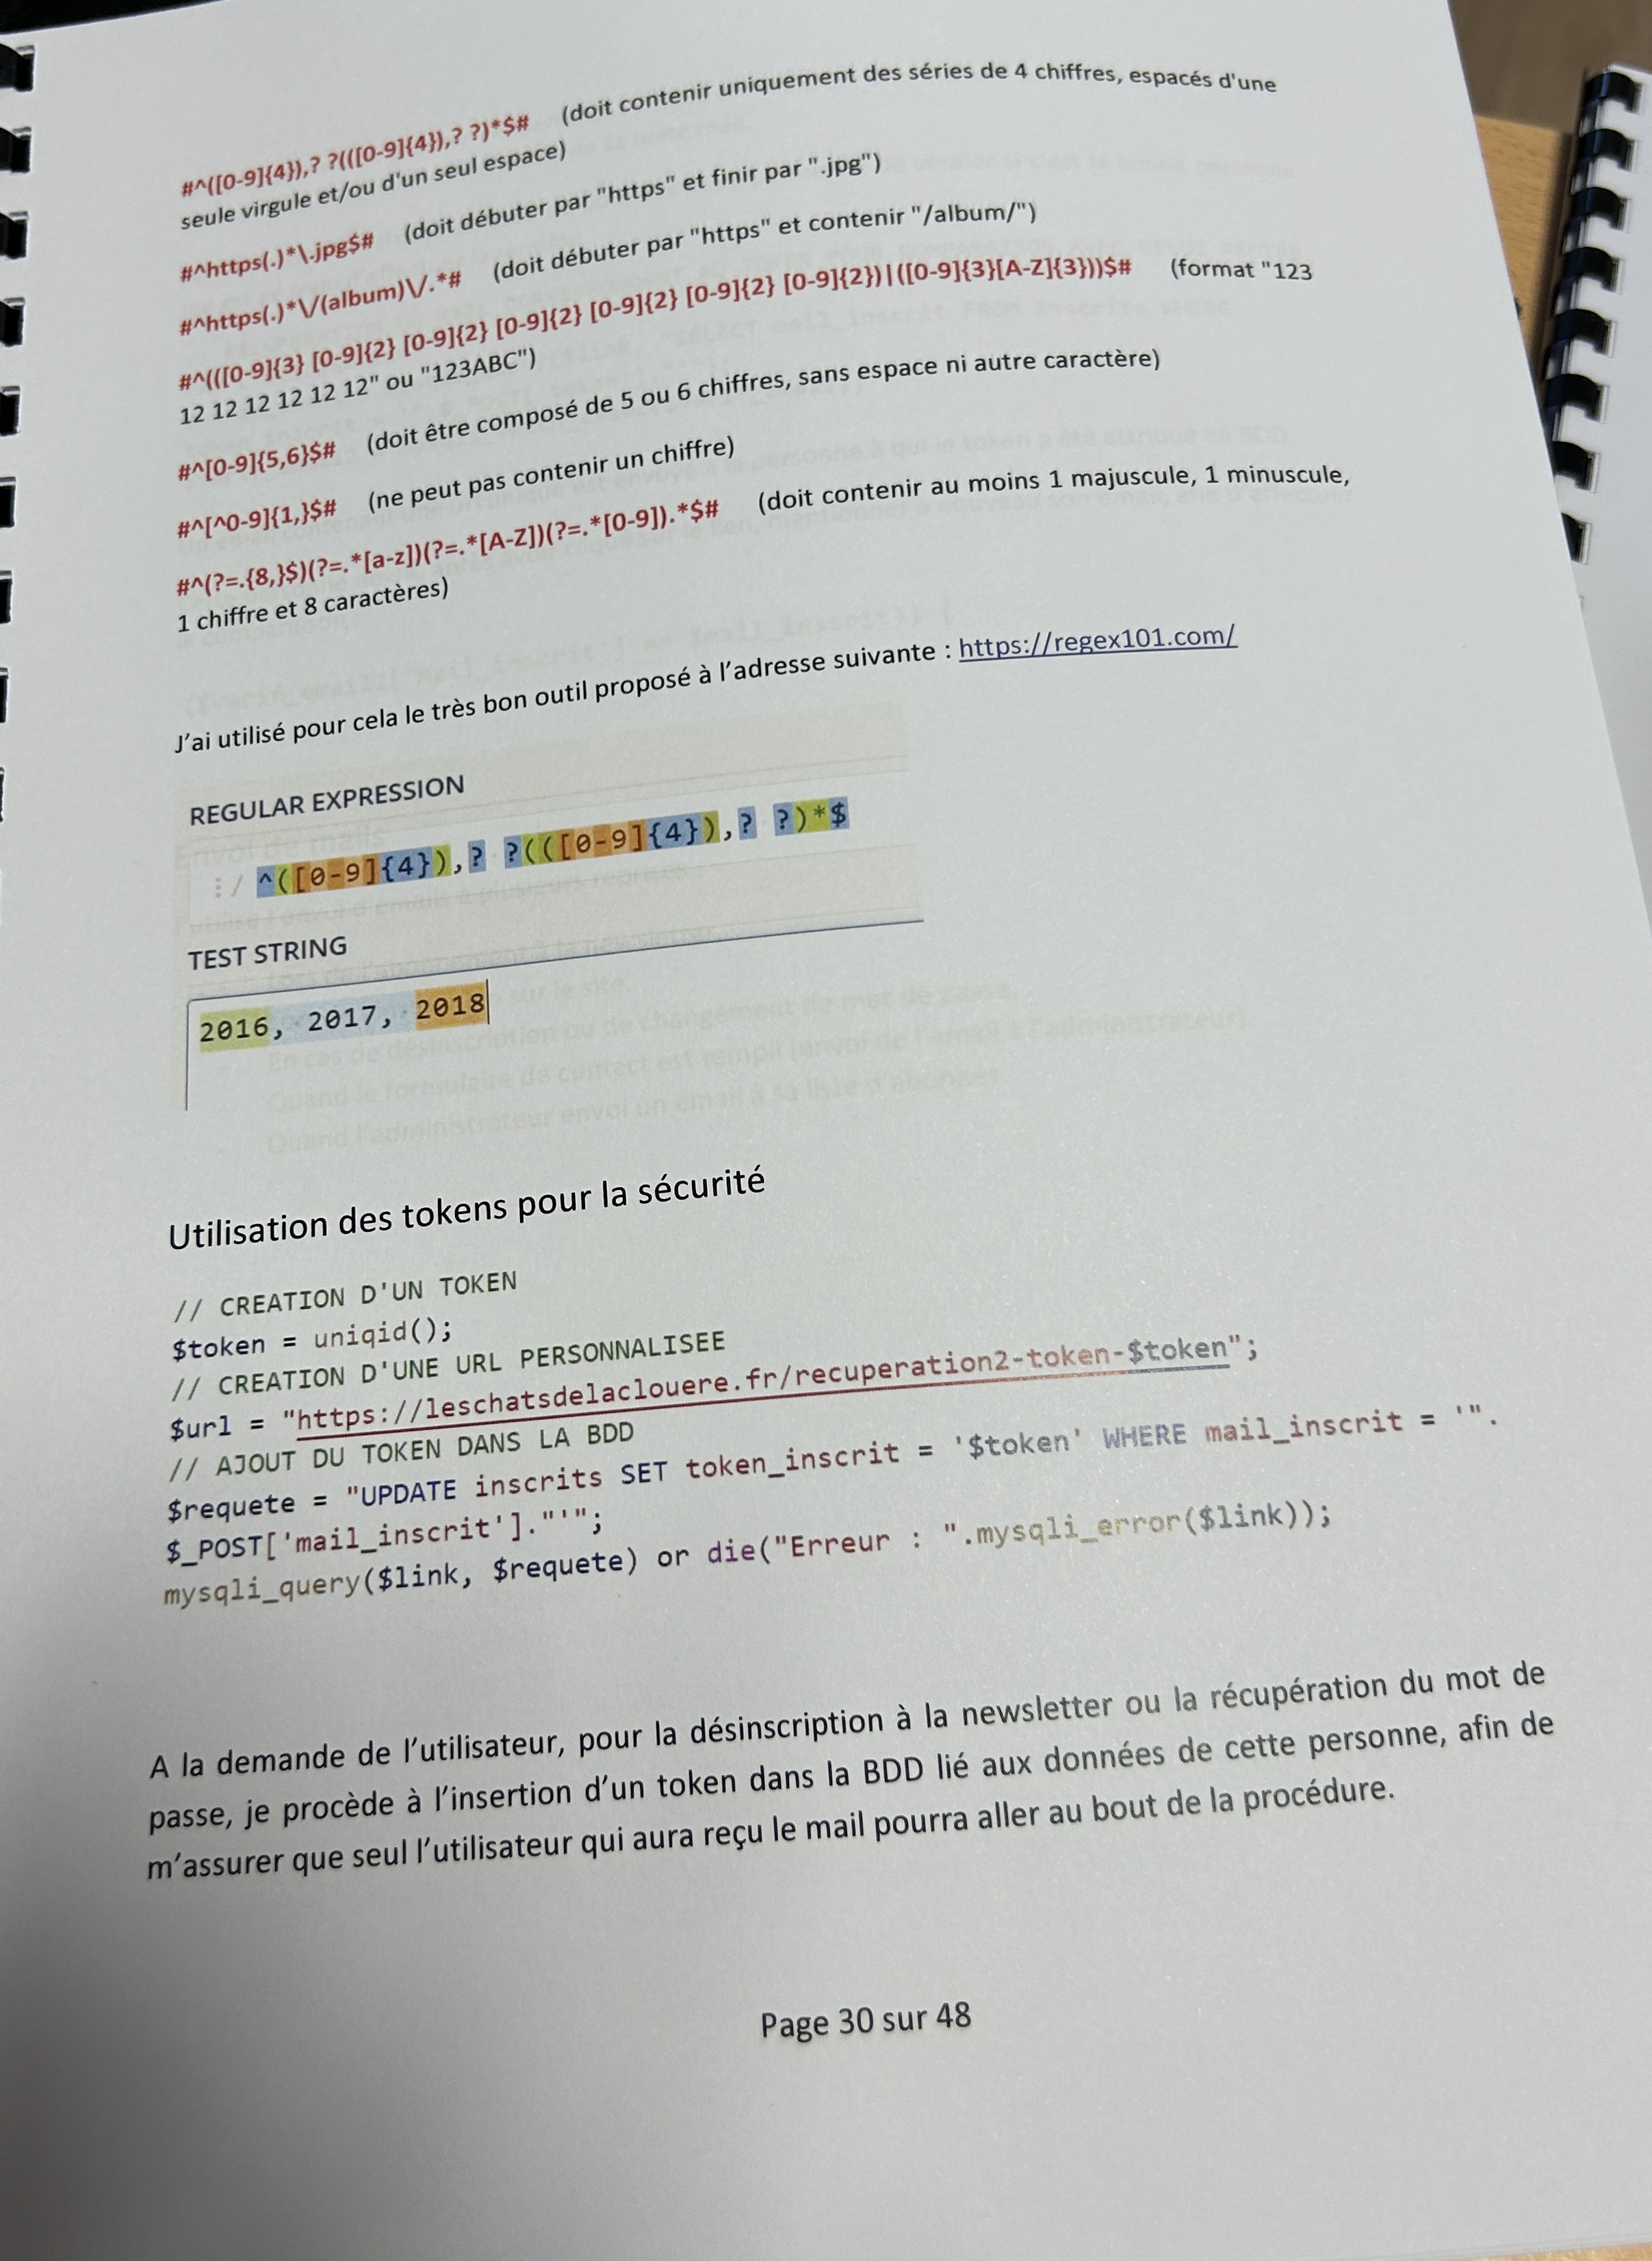 #^([0-9]{4}),? ?(([0-9]{4}),? ?)*$# (doit contenir uniquement des séries de 4 chiffres, espacés d'une
seule virgule et/ou d'un seul espace)
#^https(.)*\.jpg$# (doit débuter par "https" et finir par ".jpg")
#^https(.)*\/(album)\/.*# (doit débuter par "https" et contenir "/album/")
#^(([0-9]{3} [0-9]{2} [0-9]{2} [0-9]{2} [0-9]{2} [0-9]{2} [0-9]{2})|([0-9]{3}[A-Z]{3}))$# (format "123
12 12 12 12 12 12" ou "123ABC")
#^[0-9]{5,6}$# (doit être composé de 5 ou 6 chiffres, sans espace ni autre caractère)
#^[^0-9]{1,}$# (ne peut pas contenir un chiffre)
#^(?=.{8,}$)(?=.*[a-z])(?=.*[A-Z])(?=.*[0-9]).*$# (doit contenir au moins 1 majuscule, 1 minuscule,
1 chiffre et 8 caractères)
J’ai utilisé pour cela le très bon outil proposé à l’adresse suivante : https://regex101.com/
REGULAR EXPRESSION
/ ^([0-9]{4}),? ?(([0-9]{4}),? ?)*$
TEST STRING
2016, 2017, 2018
Utilisation des tokens pour la sécurité
// CREATION D'UN TOKEN
$token = uniqid();
// CREATION D'UNE URL PERSONNALISEE
$url = "https://leschatsdelaclouere.fr/recuperation2-token-$token";
// AJOUT DU TOKEN DANS LA BDD
$requete = "UPDATE inscrits SET token_inscrit = '$token' WHERE mail_inscrit = '".
$_POST['mail_inscrit']."'";
mysqli_query($link, $requete) or die("Erreur : ".mysqli_error($link));
A la demande de l’utilisateur, pour la désinscription à la newsletter ou la récupération du mot de
passe, je procède à l’insertion d’un token dans la BDD lié aux données de cette personne, afin de
m’assurer que seul l’utilisateur qui aura reçu le mail pourra aller au bout de la procédure.
Page 30 sur 48